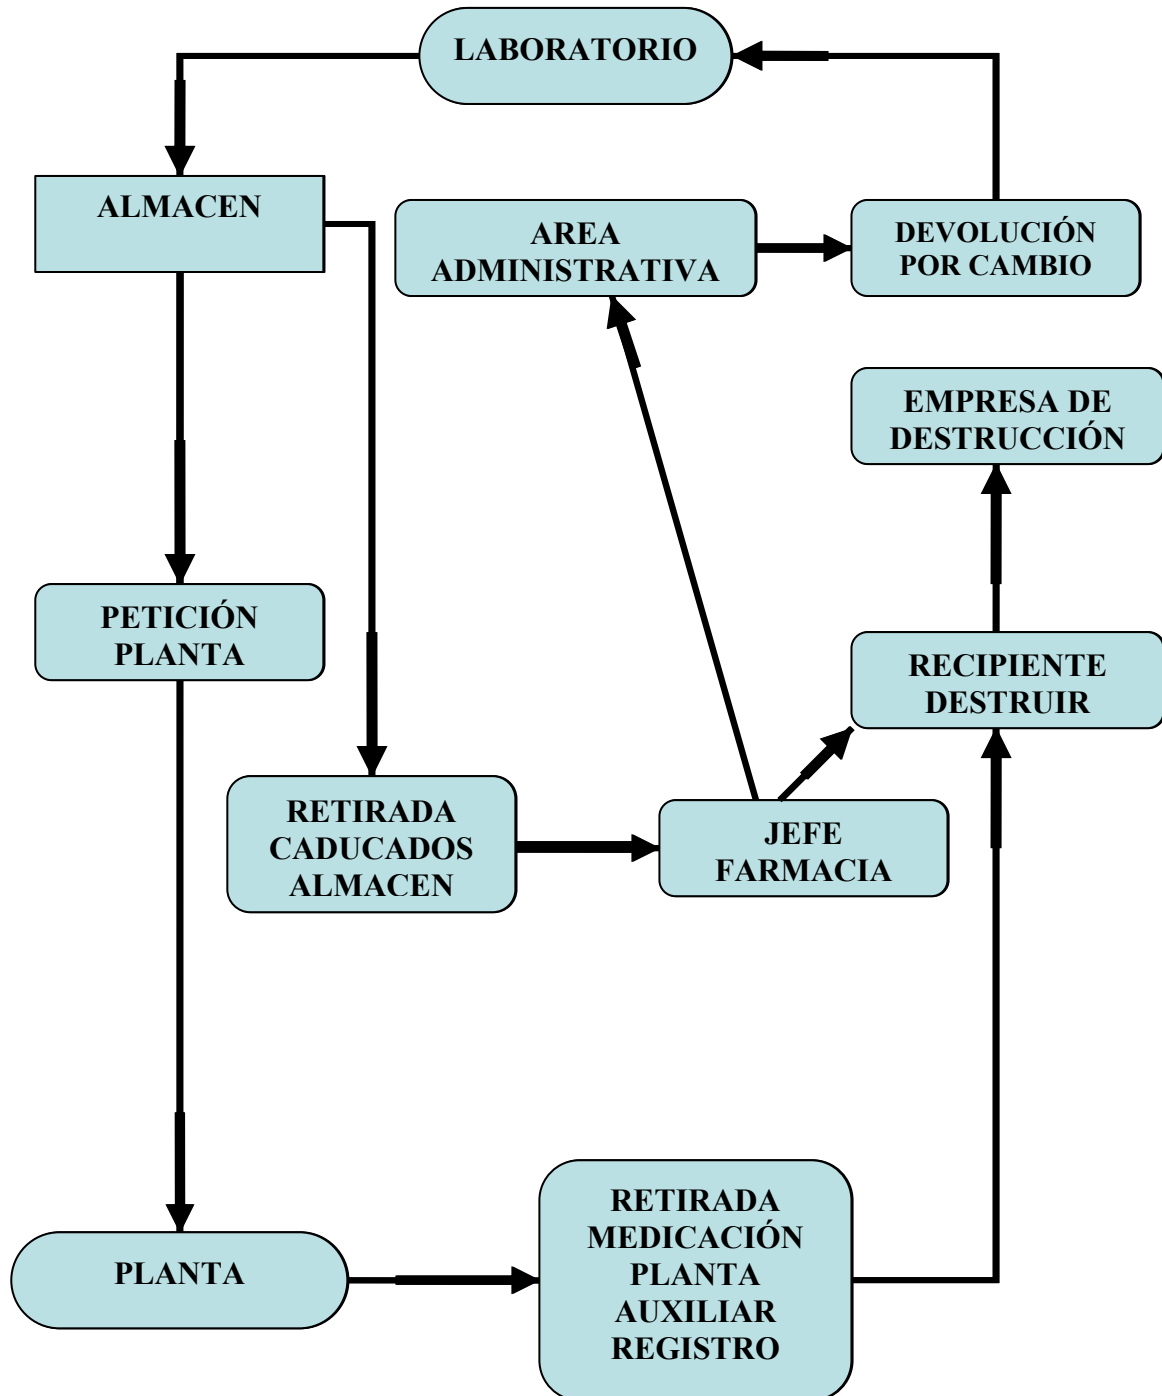 LABORATORIO
ALMACEN
AREA
ADMINISTRATIVA
DEVOLUCIÓN
POR CAMBIO
EMPRESA DE
DESTRUCCIÓN
PETICIÓN
PLANTA
RECIPIENTE
DESTRUIR
RETIRADA
CADUCADOS
ALMACEN
JEFE
FARMACIA
PLANTA
RETIRADA
MEDICACIÓN
PLANTA
AUXILIAR
REGISTRO